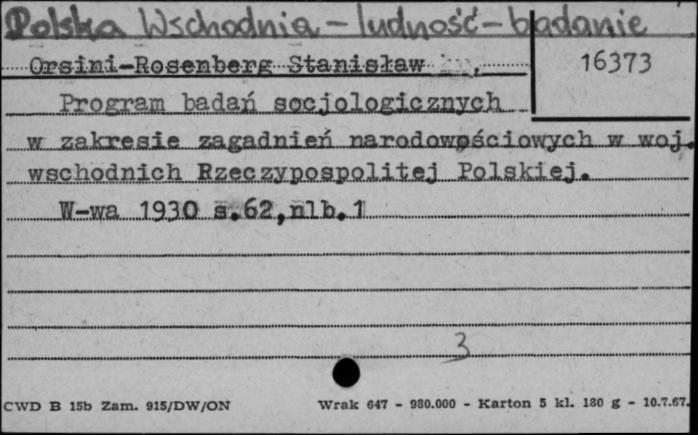 Polska Wschodnia - ludność - badanie
Orsini-Rosenberg Stanisław
16373
Program badań socjologicznych
w zakresie zagadnień narodowościowych w woj.
wschodnich Rzeczypospolitej Polskiej.
W-wa 1930 s.62,nlb.1
3
CWD B 15b Zam. 915/DW/ON Wrak 647 - 980.000 - Karton 5 kl. 180 g - 10.7.67.